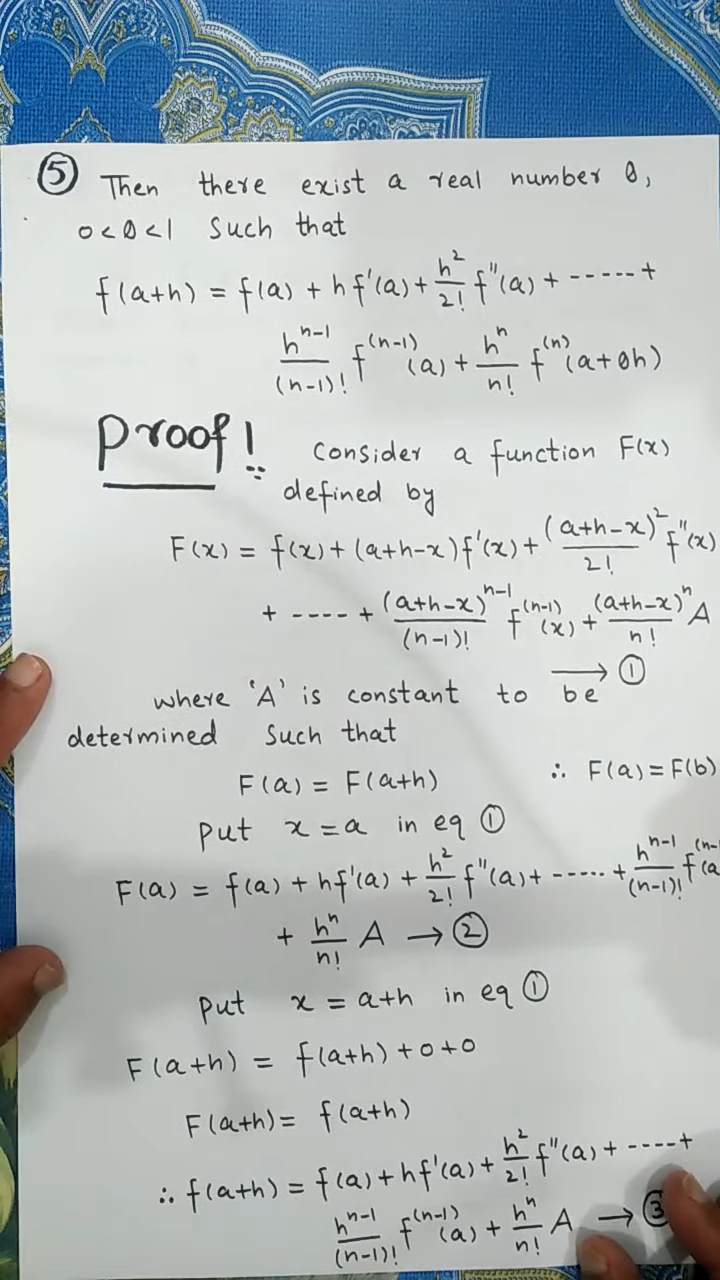 ⑤ Then there exist a real number θ,
0<θ<1 Such that
f(a+h) = f(a) + hf'(a) + h²/2! f''(a) + -----+
h^(n-1)/(n-1)! f^(n-1)(a) + h^n/n! f^(n)(a+θh)
Proof! Consider a function F(x)
defined by
F(x) = f(x) + (a+h-x)f'(x) + (a+h-x)²/2! f''(x)
+ ---- + (a+h-x)^(n-1)/(n-1)! f^(n-1)(x) + (a+h-x)^n/n! A
→ ①
where 'A' is constant to be
determined Such that
F(a) = F(a+h) ∴ F(a)=F(b)
put x=a in eq ①
F(a) = f(a) + hf'(a) + h²/2! f''(a) + ----- + h^(n-1)/(n-1)! f^(n-(a
+ h^n/n! A → ②
put x = a+h in eq ①
F(a+h) = f(a+h) + 0 + 0
F(a+h) = f(a+h)
∴ f(a+h) = f(a) + hf'(a) + h²/2! f''(a) + ----+
h^(n-1)/(n-1)! f^(n-1)(a) + h^n/n! A → ③